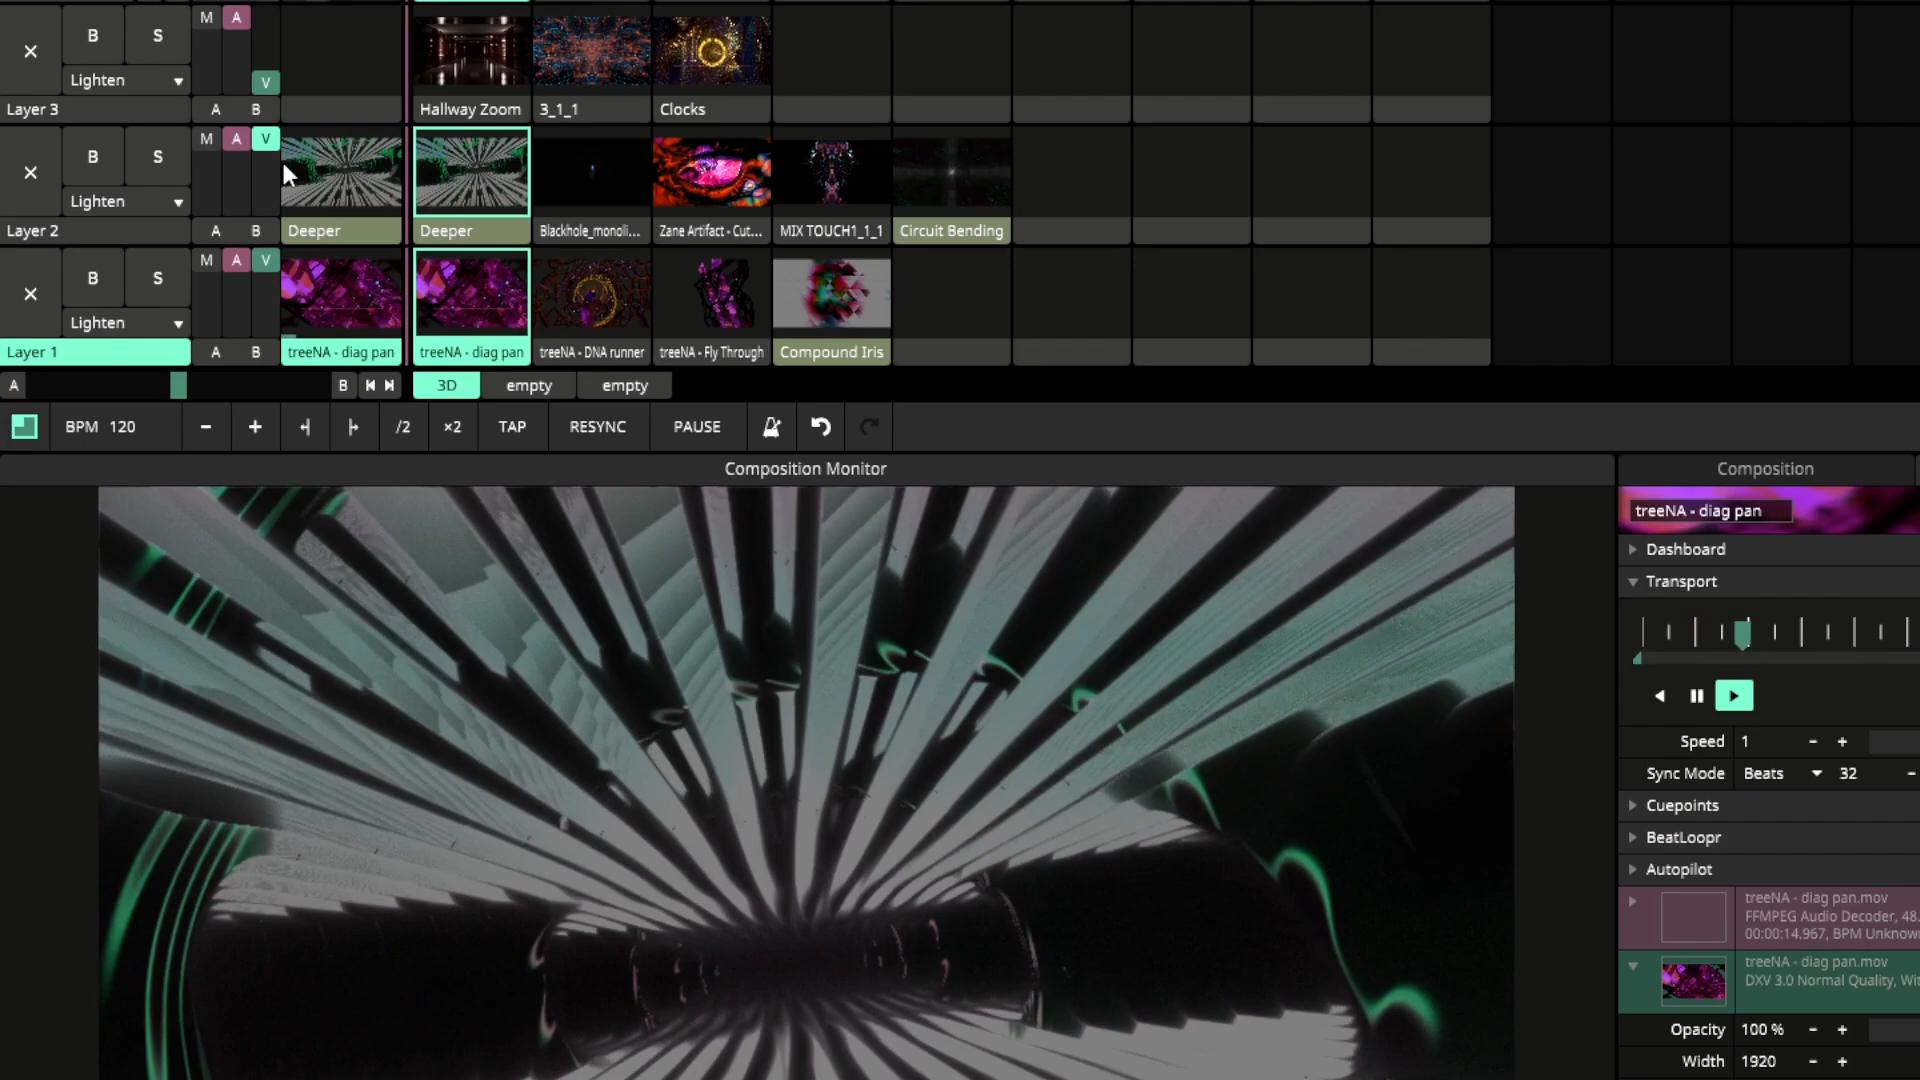 M A
B S
Lighten
V
Layer 3 A B Hallway Zoom 3_1_1 Clocks
M A V
B S
Lighten
Layer 2 A B Deeper Deeper Blackhole_monoli... Zane Artifact - Cut... MIX TOUCH1_1_1 Circuit Bending
M A V
B S
Lighten
Layer 1 A B treeNA - diag pan treeNA - diag pan treeNA - DNA runner treeNA - Fly Through Compound Iris
A B 3D empty empty
BPM 120 - + /2 ×2 TAP RESYNC PAUSE
Composition Monitor
Composition
treeNA - diag pan
Dashboard
Transport
Speed 1 - +
Sync Mode Beats 32 -
Cuepoints
BeatLoopr
Autopilot
treeNA - diag pan.mov
FFMPEG Audio Decoder, 48.
00:00:14.967, BPM Unknow
treeNA - diag pan.mov
DXV 3.0 Normal Quality, Wit
Opacity 100 % - +
Width 1920 - +